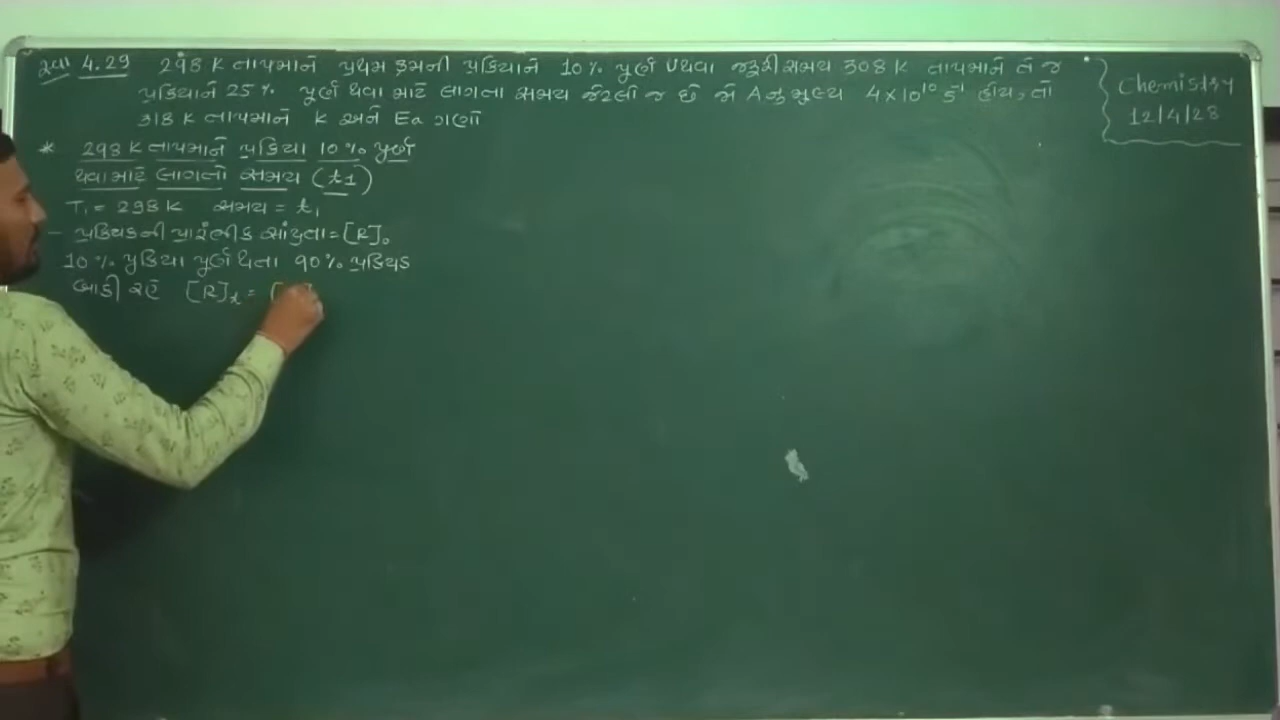 સ્વા 4.29 298 K તાપમાને પ્રથમ ક્રમની પ્રક્રિયાને 10% પૂર્ણ થવા જરૂરી સમય 308 K તાપમાને તે જ
પ્રક્રિયાને 25% પૂર્ણ થવા માટે લાગતા સમય જેટલો જ છે જો A નું મુલ્ય 4×10¹⁰ s⁻¹ હોય, તો
318 K તાપમાને k અને Ea ગણો
* 298 K તાપમાને પ્રક્રિયા 10% પુર્ણ
થવા માટે લાગતો સમય (t1)
T₁ = 298 K સમય = t₁
- પ્રક્રિયકની પ્રારંભીક સાંદ્રતા = [R]₀
10% પ્રક્રિયા પુર્ણ થતા 90% પ્રક્રિયક
બાકી રહે [R]ₜ = [
Chemistry
12/4/23